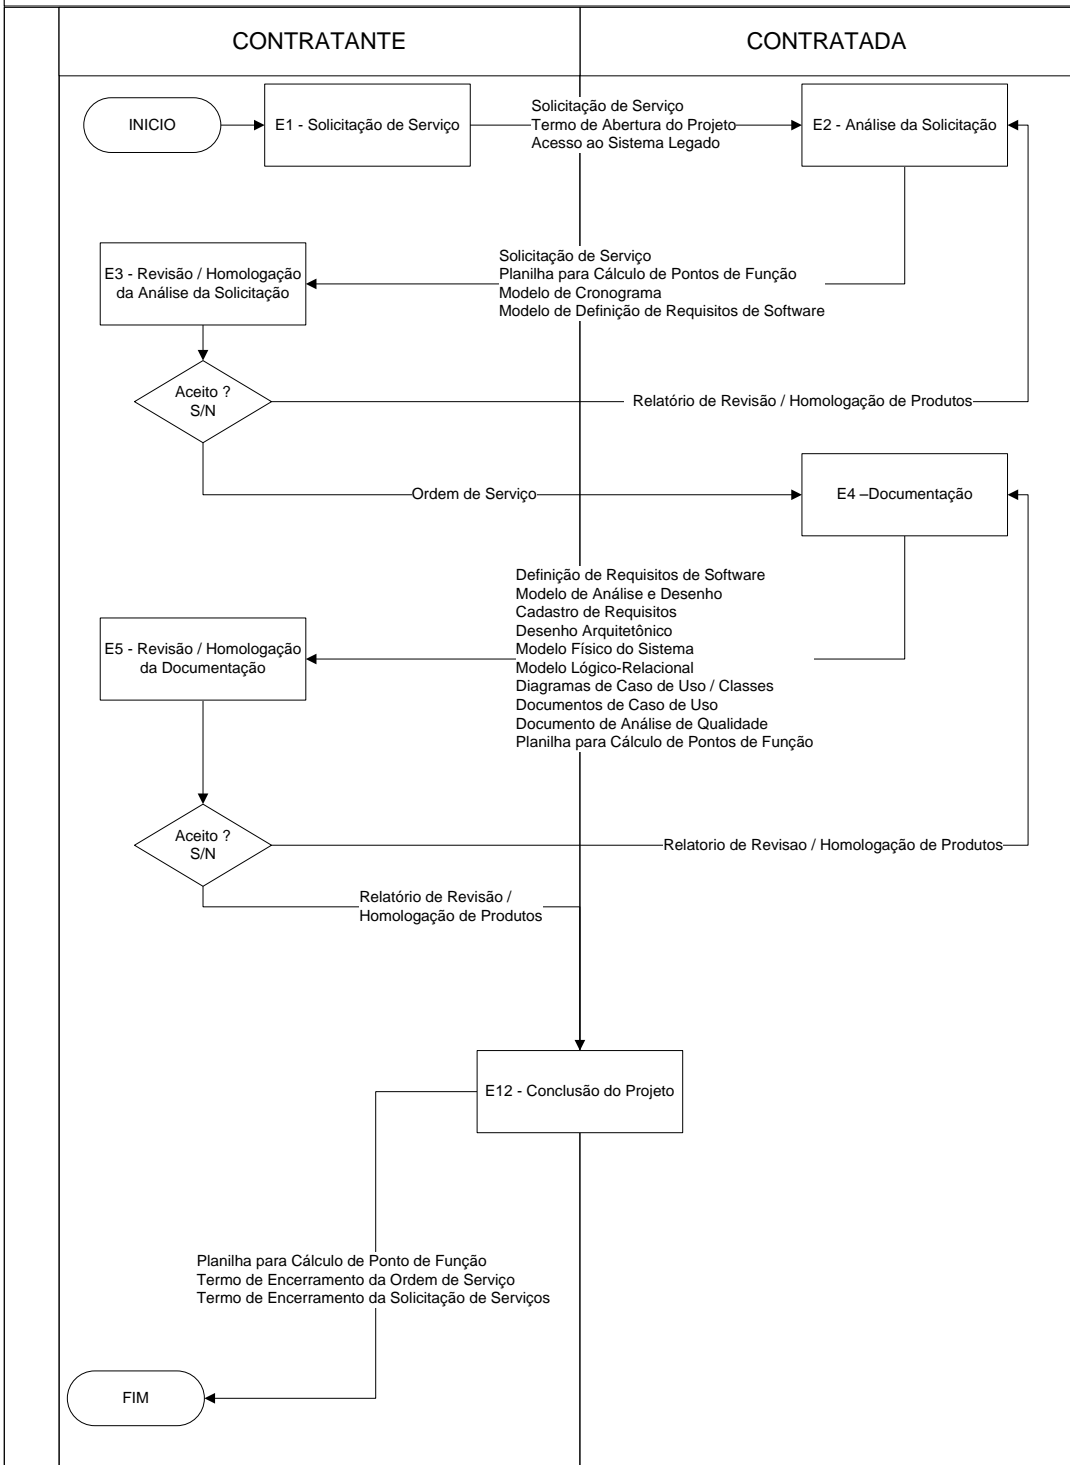 CONTRATANTE
CONTRATADA
INICIO
E1 - Solicitação de Serviço
Solicitação de Serviço
Termo de Abertura do Projeto
Acesso ao Sistema Legado
E2 - Análise da Solicitação
E3 - Revisão / Homologação
da Análise da Solicitação
Solicitação de Serviço
Planilha para Cálculo de Pontos de Função
Modelo de Cronograma
Modelo de Definição de Requisitos de Software
Aceito ?
S/N
Relatório de Revisão / Homologação de Produtos
Ordem de Serviço
E4 –Documentação
Definição de Requisitos de Software
Modelo de Análise e Desenho
Cadastro de Requisitos
Desenho Arquitetônico
Modelo Físico do Sistema
Modelo Lógico-Relacional
Diagramas de Caso de Uso / Classes
Documentos de Caso de Uso
Documento de Análise de Qualidade
Planilha para Cálculo de Pontos de Função
E5 - Revisão / Homologação
da Documentação
Aceito ?
S/N
Relatorio de Revisao / Homologação de Produtos
Relatório de Revisão /
Homologação de Produtos
E12 - Conclusão do Projeto
Planilha para Cálculo de Ponto de Função
Termo de Encerramento da Ordem de Serviço
Termo de Encerramento da Solicitação de Serviços
FIM